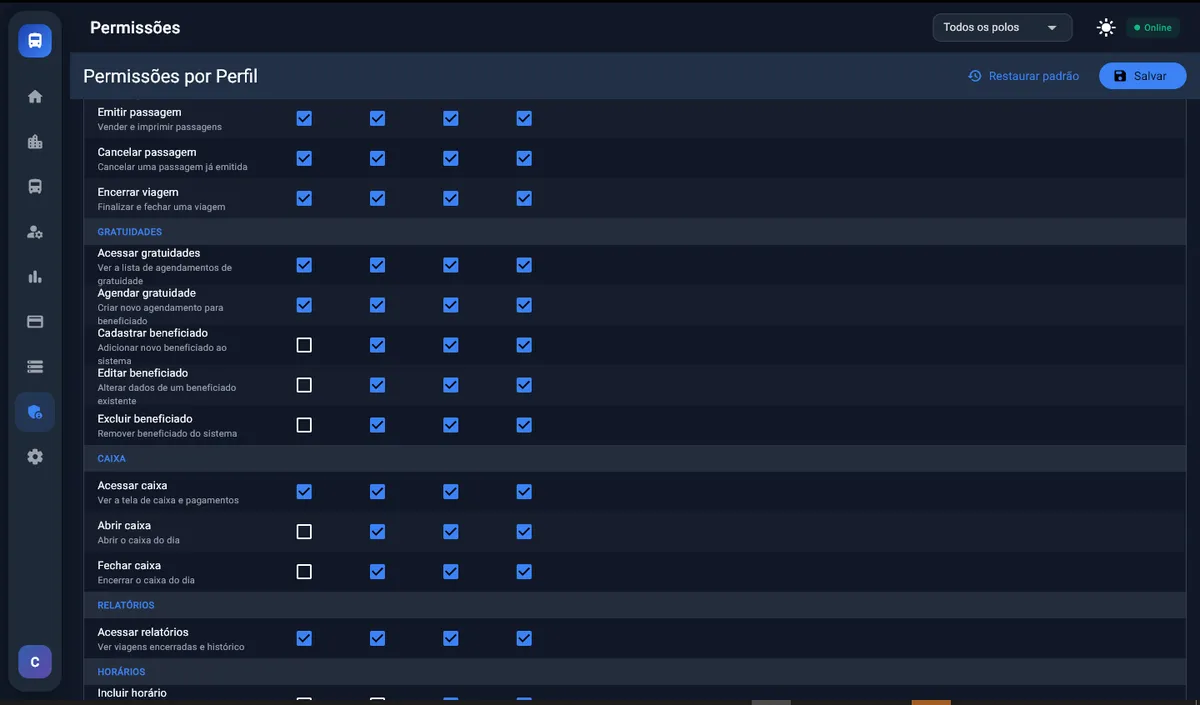 Permissões
Todos os polos
Online
Permissões por Perfil
Restaurar padrão
Salvar
Emitir passagem
Vender e imprimir passagens
Cancelar passagem
Cancelar uma passagem já emitida
Encerrar viagem
Finalizar e fechar uma viagem
GRATUIDADES
Acessar gratuidades
Ver a lista de agendamentos de
gratuidade
Agendar gratuidade
Criar novo agendamento para
beneficiado
Cadastrar beneficiado
Adicionar novo beneficiado ao
sistema
Editar beneficiado
Alterar dados de um beneficiado
existente
Excluir beneficiado
Remover beneficiado do sistema
CAIXA
Acessar caixa
Ver a tela de caixa e pagamentos
Abrir caixa
Abrir o caixa do dia
Fechar caixa
Encerrar o caixa do dia
RELATÓRIOS
Acessar relatórios
Ver viagens encerradas e histórico
HORÁRIOS
Incluir horário
C